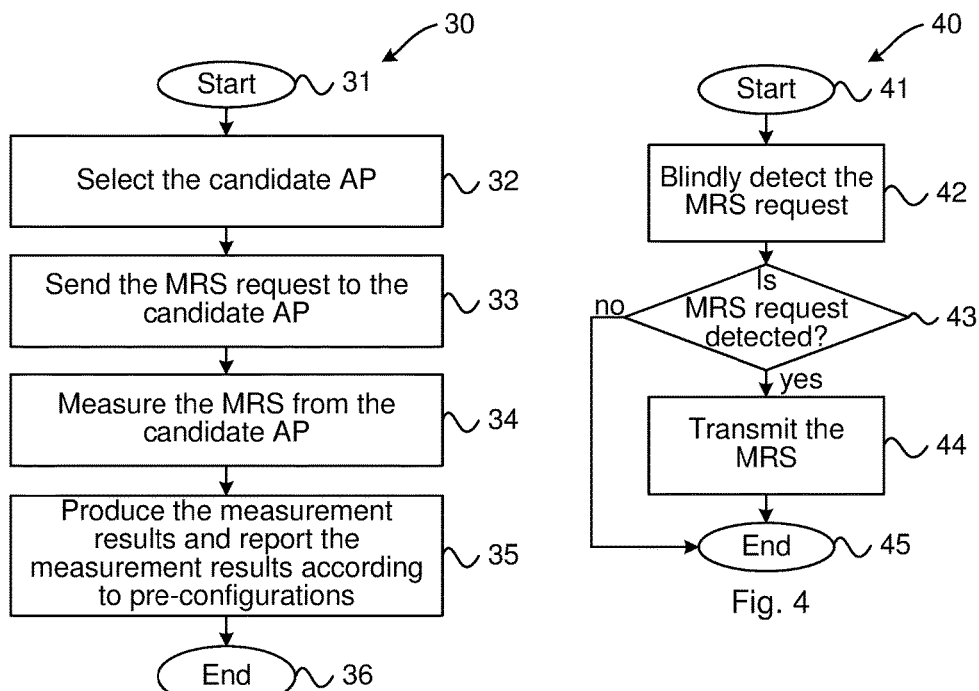 30
Start
31
Select the candidate AP
32
Send the MRS request to the
candidate AP
33
Measure the MRS from the
candidate AP
34
Produce the measurement
results and report the
measurement results according
to pre-configurations
35
End
36
40
Start
41
Blindly detect the
MRS request
42
Is
MRS request
detected?
43
no
yes
Transmit the
MRS
44
End
45
Fig. 4